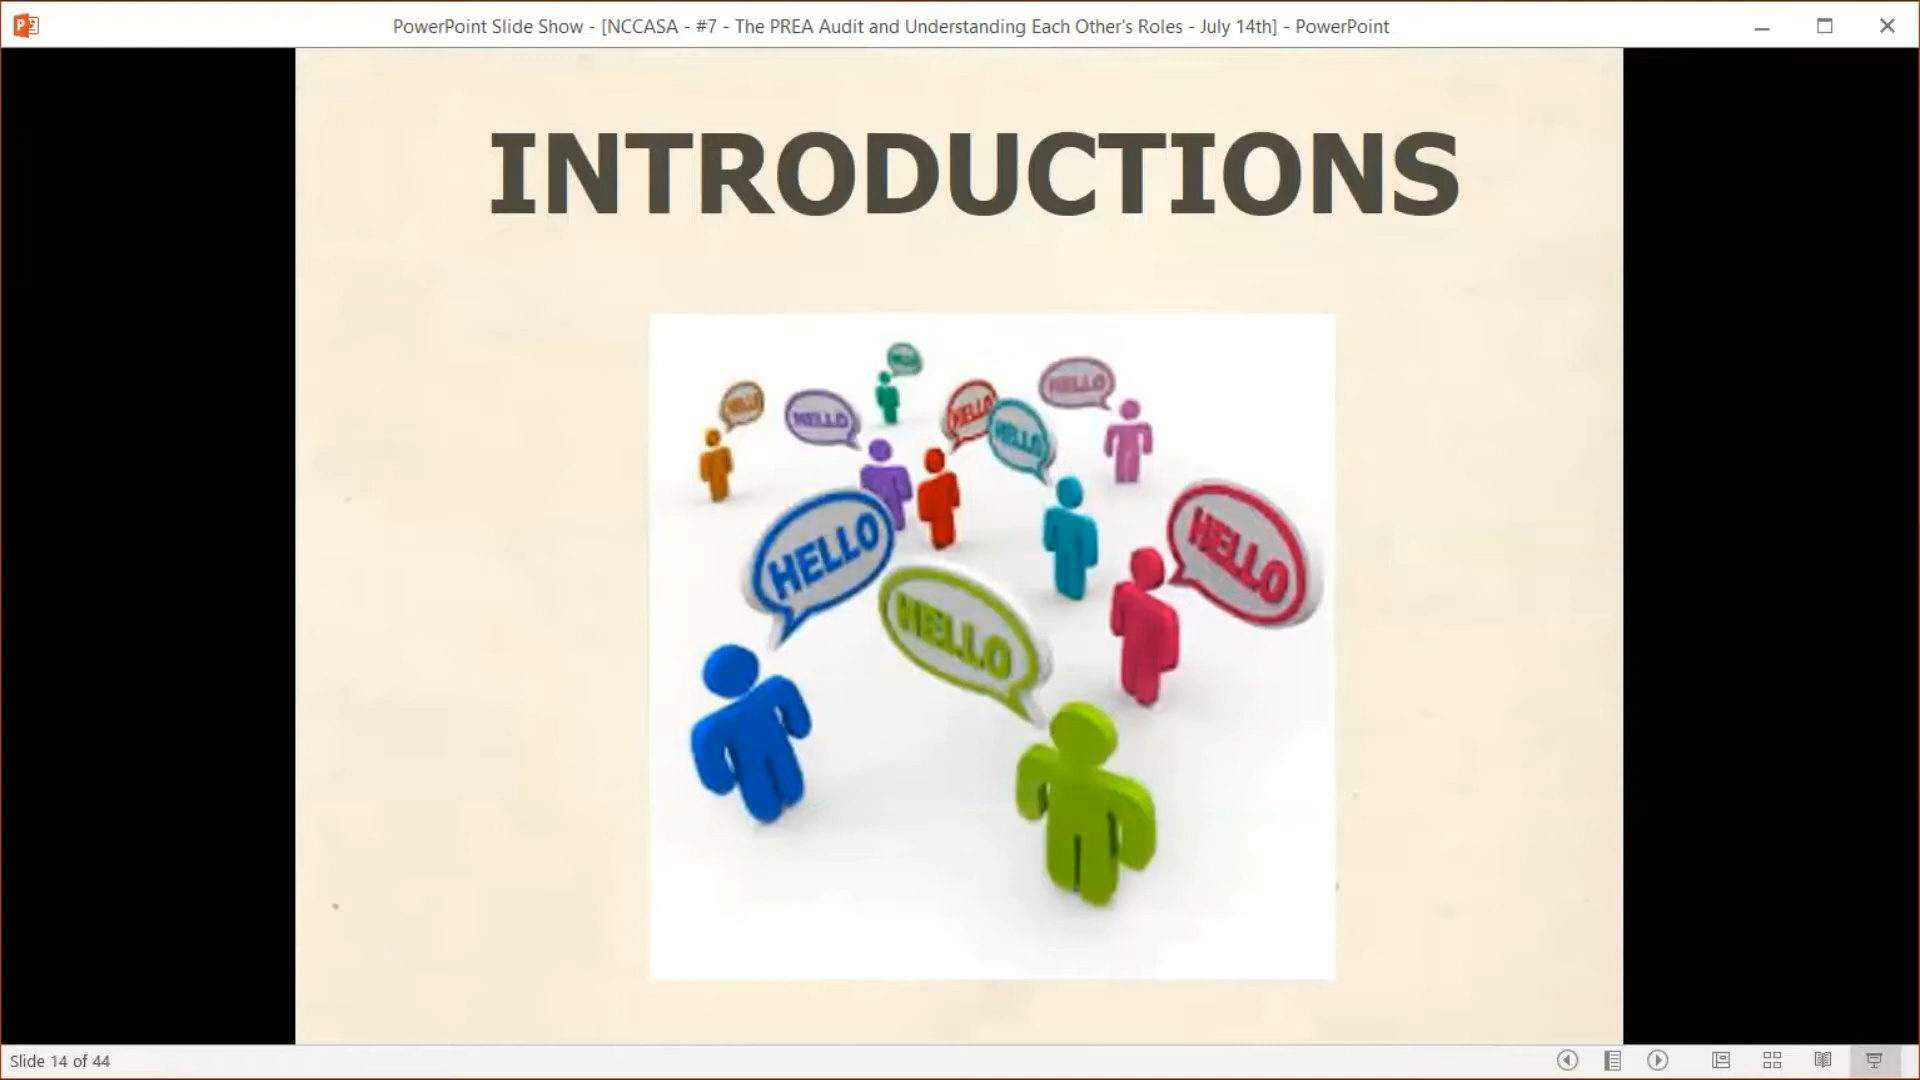 PowerPoint Slide Show - [NCCASA - #7 - The PREA Audit and Understanding Each Other's Roles - July 14th] - PowerPoint
INTRODUCTIONS
HELLO
HELLO
HELLO
HELLO
HELLO
HELLO
HELLO
Slide 14 of 44